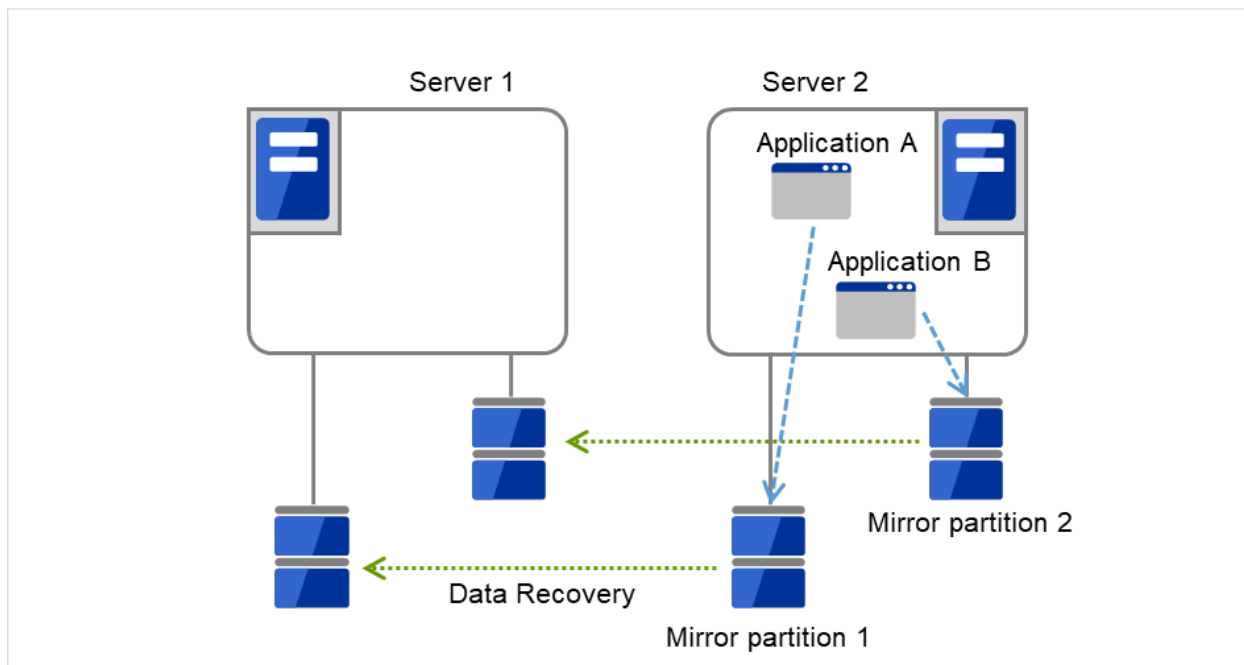 Server 1
Server 2
Application A
Application B
Mirror partition 2
Data Recovery
Mirror partition 1